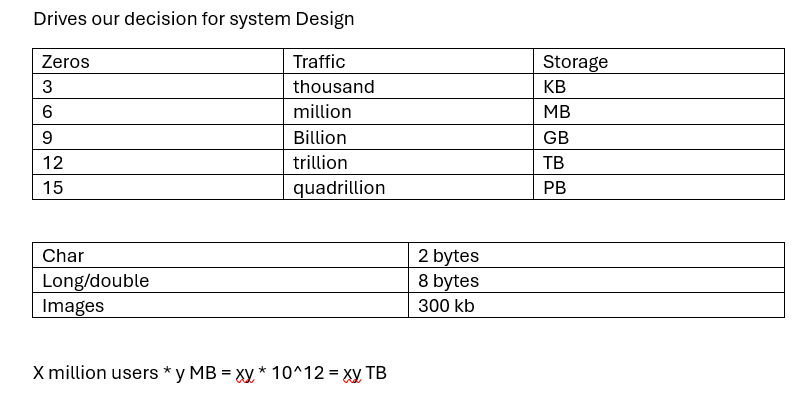 Drives our decision for system Design
Zeros Traffic Storage
3 thousand KB
6 million MB
9 Billion GB
12 trillion TB
15 quadrillion PB
Char 2 bytes
Long/double 8 bytes
Images 300 kb
X million users * y MB = xy * 10^12 = xy TB